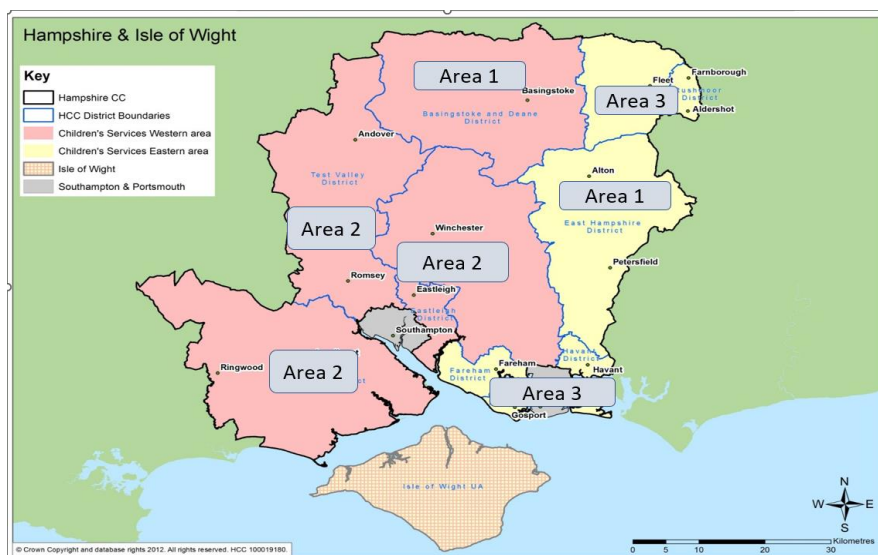 Hampshire & Isle of Wight
Key
Hampshire CC
HCC District Boundaries
Children's Services Western area
Children's Services Eastern area
Isle of Wight
Southampton & Portsmouth
Area 1
Basingstoke
Basingstoke and Deane
District
Farnborough
Fleet
District
Area 3
Aldershot
Andover
Test Valley
District
Alton
Area 1
East Hampshire
District
Area 2
Winchester
Area 2
Petersfield
Romsey
Eastleigh
District
Southampton
Ringwood
Area 2
Fareham
Fareham
District
District
Havant
Area 3
Gosport
Isle of Wight UA
N
W
E
S
Kilometres
0
5
10
20
30
© Crown Copyright and database rights 2012. All rights reserved. HCC 100019180.